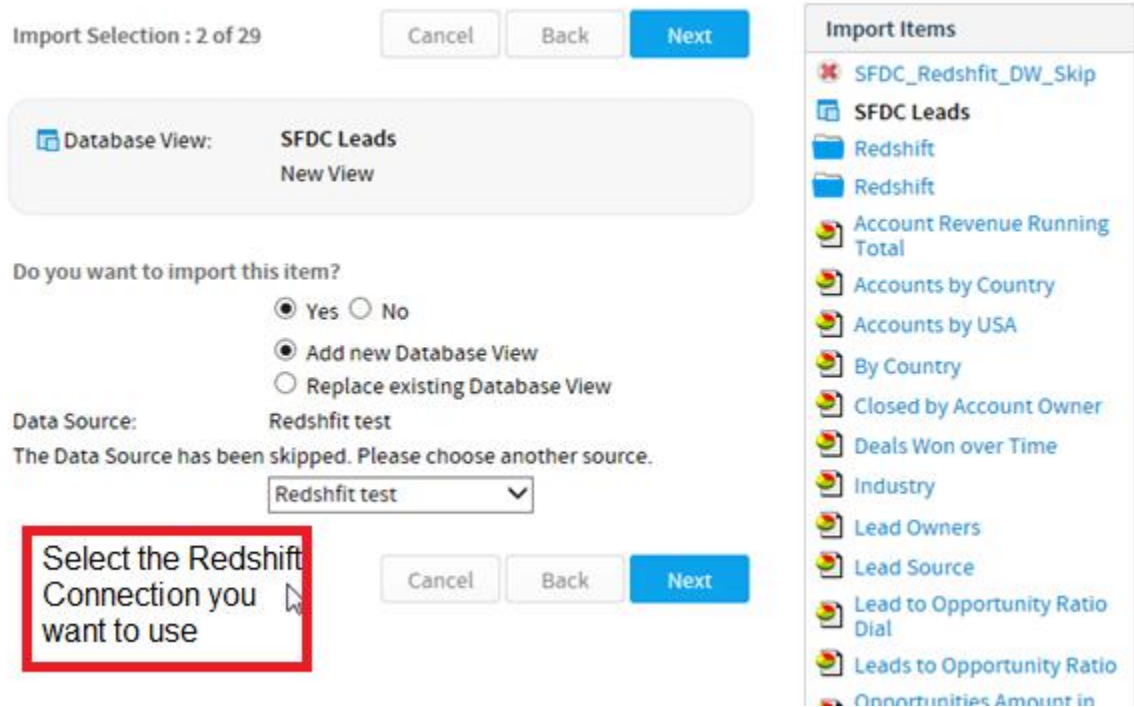 Import Selection : 2 of 29
Cancel
Back
Next
Database View:
SFDC Leads
New View
Do you want to import this item?
Yes
No
Add new Database View
Replace existing Database View
Data Source:
Redshfit test
The Data Source has been skipped. Please choose another source.
Redshfit test
Select the Redshift
Connection you
want to use
Cancel
Back
Next
Import Items
SFDC_Redshfit_DW_Skip
SFDC Leads
Redshift
Redshift
Account Revenue Running
Total
Accounts by Country
Accounts by USA
By Country
Closed by Account Owner
Deals Won over Time
Industry
Lead Owners
Lead Source
Lead to Opportunity Ratio
Dial
Leads to Opportunity Ratio
Opportunities Amount in